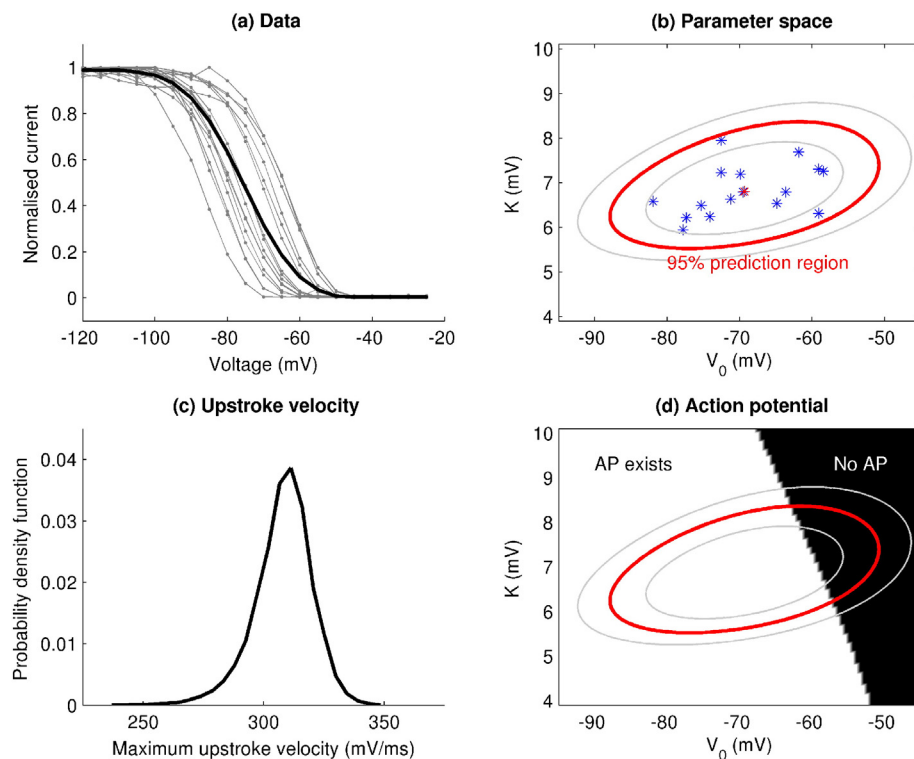 (a) Data
1
0.8
0.6
0.4
0.2
0
Normalised current
-120
-100
-80
-60
-40
-20
Voltage (mV)
(b) Parameter space
10
9
8
7
6
5
4
K (mV)
95% prediction region
-90
-80
-70
-60
-50
V0 (mV)
(c) Upstroke velocity
0.04
0.03
0.02
0.01
0
Probability density function
250
300
350
Maximum upstroke velocity (mV/ms)
(d) Action potential
10
9
8
7
6
5
4
K (mV)
AP exists
No AP
-90
-80
-70
-60
-50
V0 (mV)